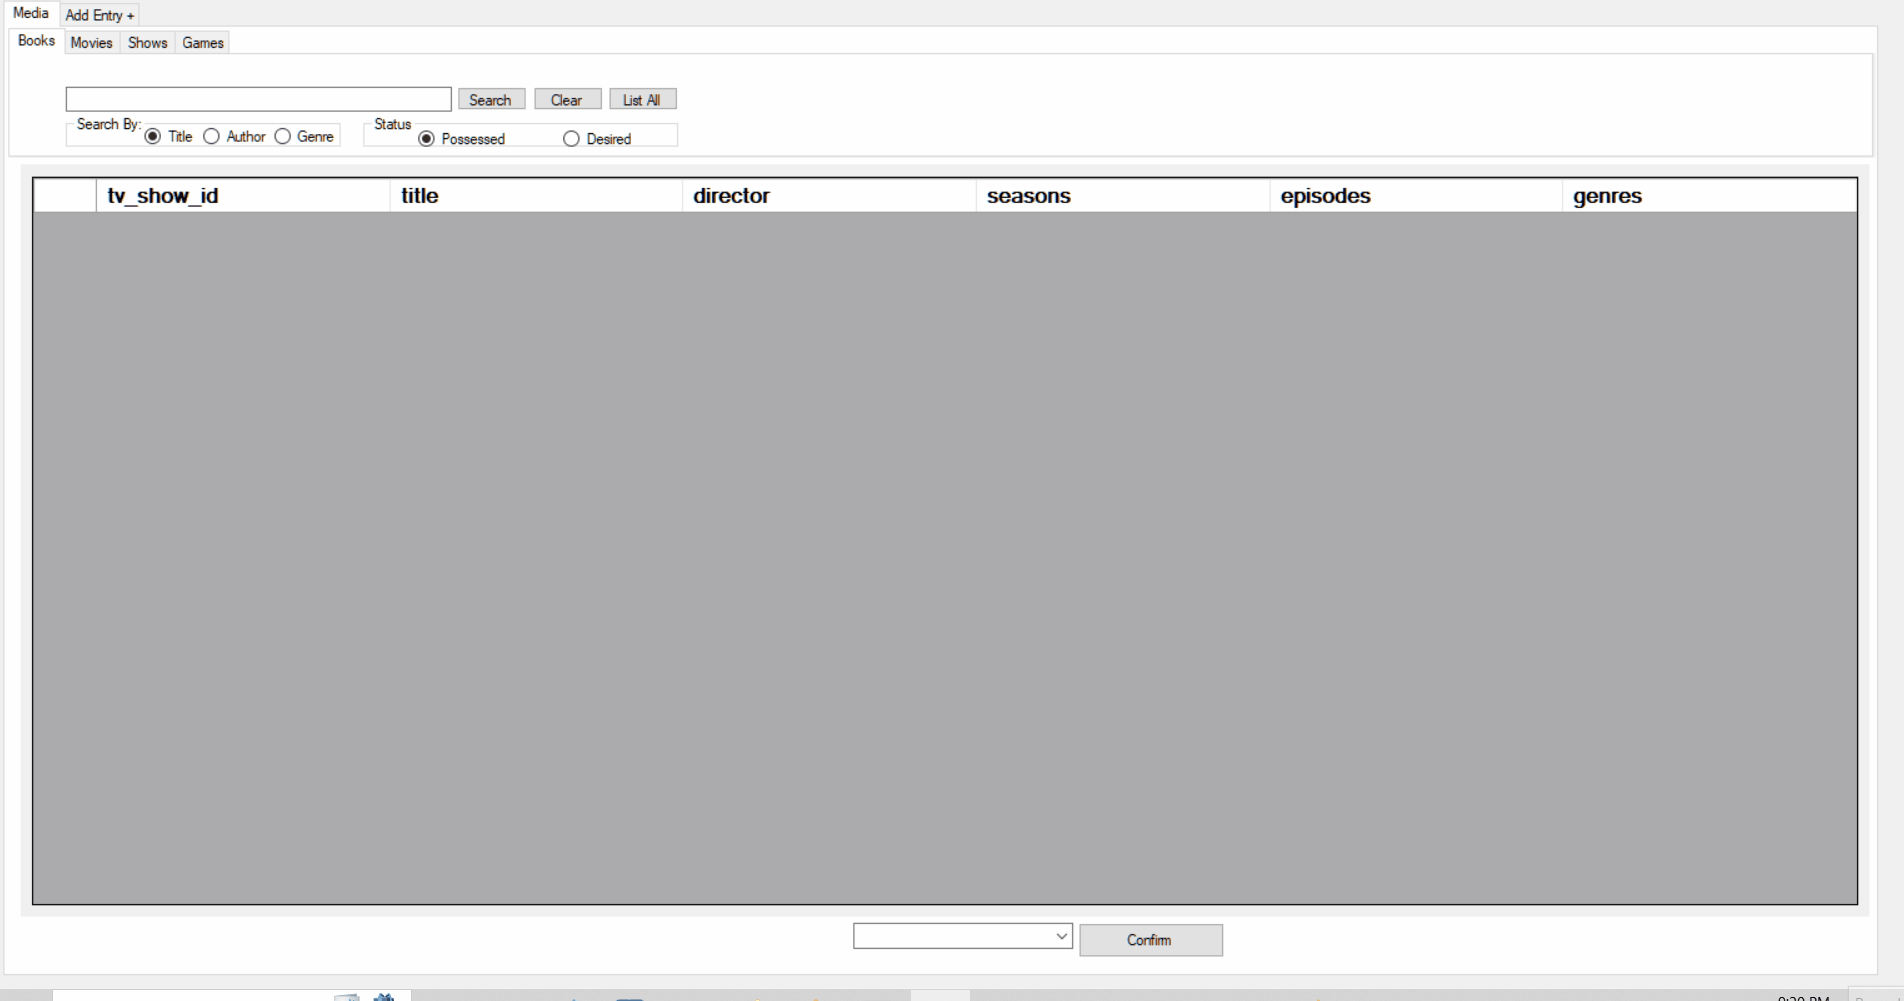 Media Add Entry +
Books Movies Shows Games
Search Clear List All
Search By: Title Author Genre Status Possessed Desired
tv_show_id title director seasons episodes genres
Confirm